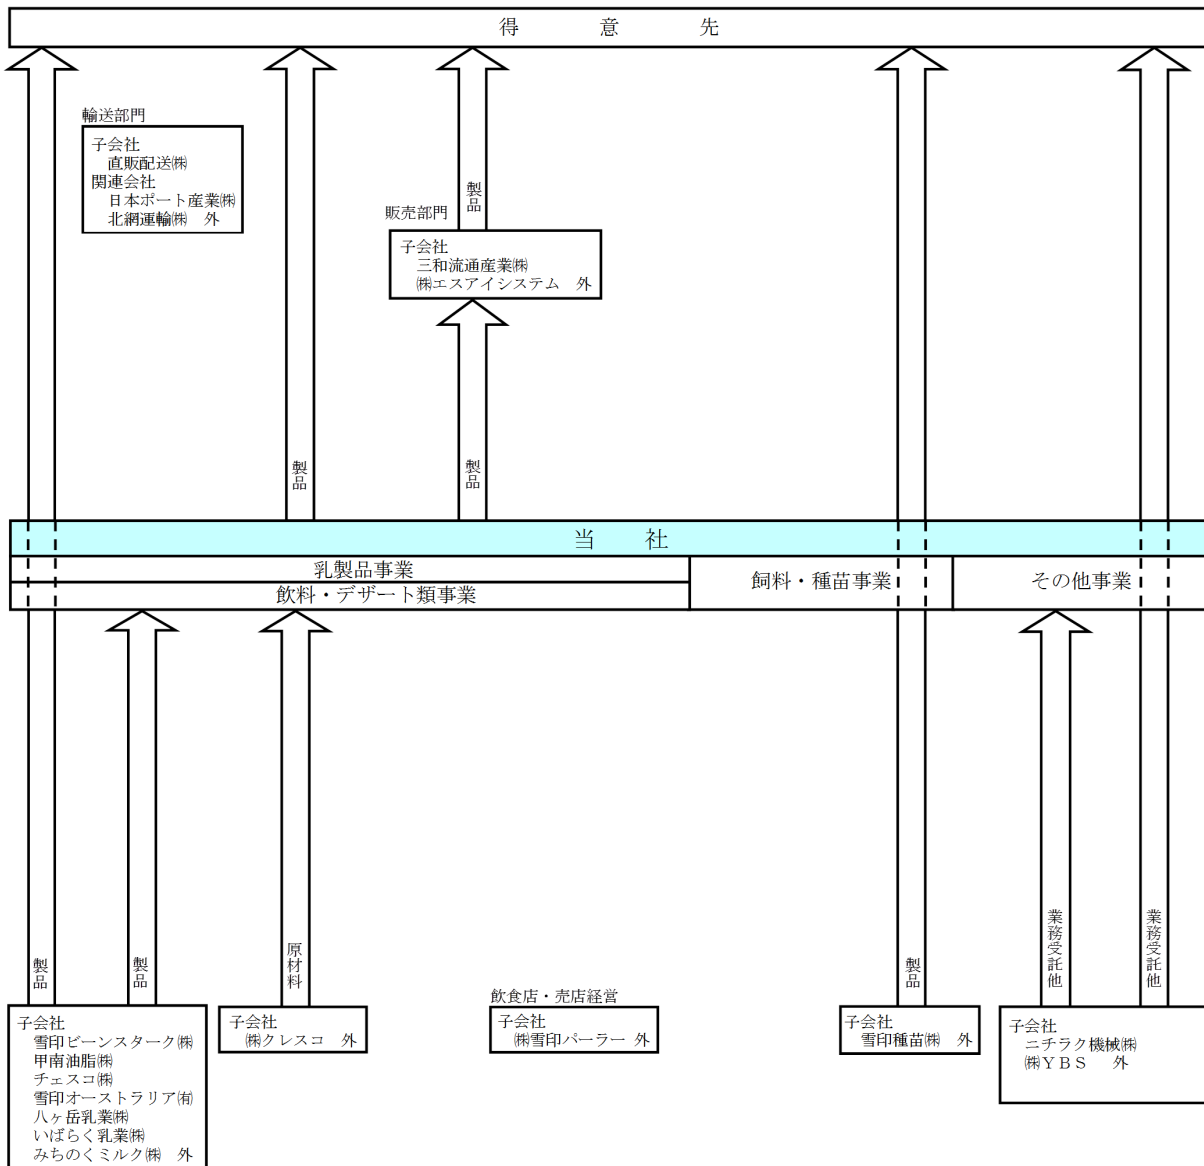 得　意　先
輸送部門
子会社
直販配送㈱
関連会社
日本ポート産業㈱
北網運輸㈱　外
製品
販売部門
子会社
三和流通産業㈱
㈱エスアイシステム　外
製品
製品
当　社
乳製品事業
飲料・デザート類事業
飼料・種苗事業
その他事業
製品
製品
原材料
製品
業務受託他
業務受託他
子会社
雪印ビーンスターク㈱
甲南油脂㈱
チェスコ㈱
雪印オーストラリア㈲
八ヶ岳乳業㈱
いばらく乳業㈱
みちのくミルク㈱　外
子会社
㈱クレスコ　外
飲食店・売店経営
子会社
㈱雪印パーラー　外
子会社
雪印種苗㈱　外
子会社
ニチラク機械㈱
㈱ＹＢＳ　外